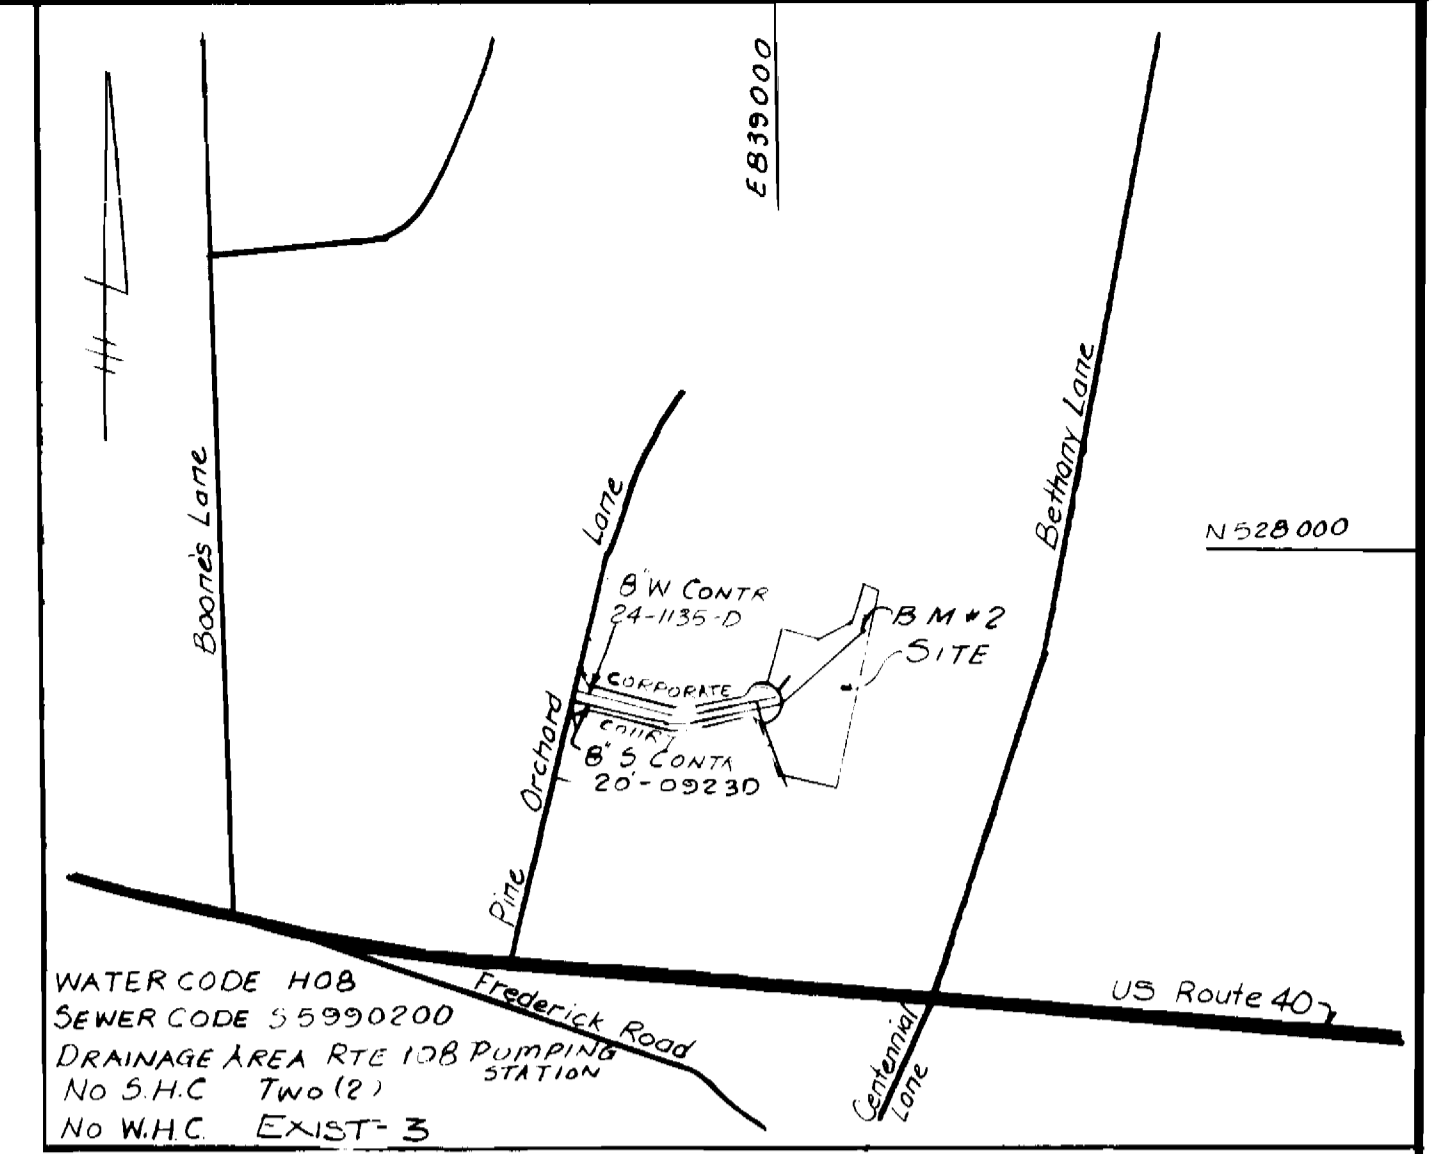 E839000
Boone's Lane
Bethany Lane
N 528 000
Pine Orchard Lane
8"W CONTR
24-1135-D
BM #2
SITE
CORPORATE
COURT
8" S CONTR
20-0923D
US Route 40
Frederick Road
Centennial
Lane
WATER CODE H08
SEWER CODE S5990200
DRAINAGE AREA RTE 108 PUMPING
STATION
No S.H.C Two (2)
No W.H.C. EXIST-3